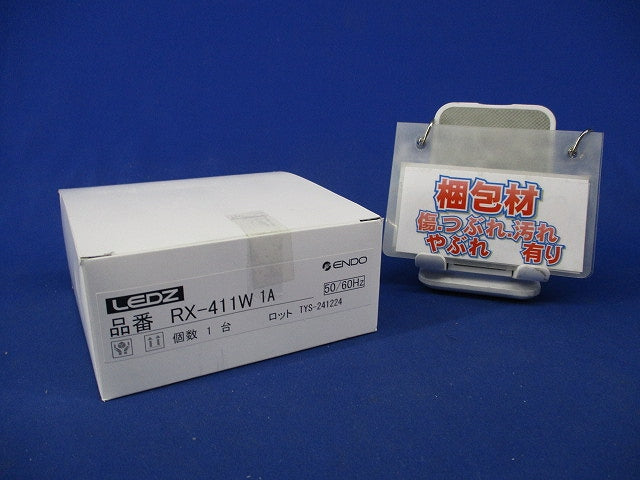 ENDO
LEDZ
50/60Hz
品番 RX-411W 1A
個数 1 台 ロット TYS-241224
梱包材
傷.つぶれ.汚れ
やぶれ 有り